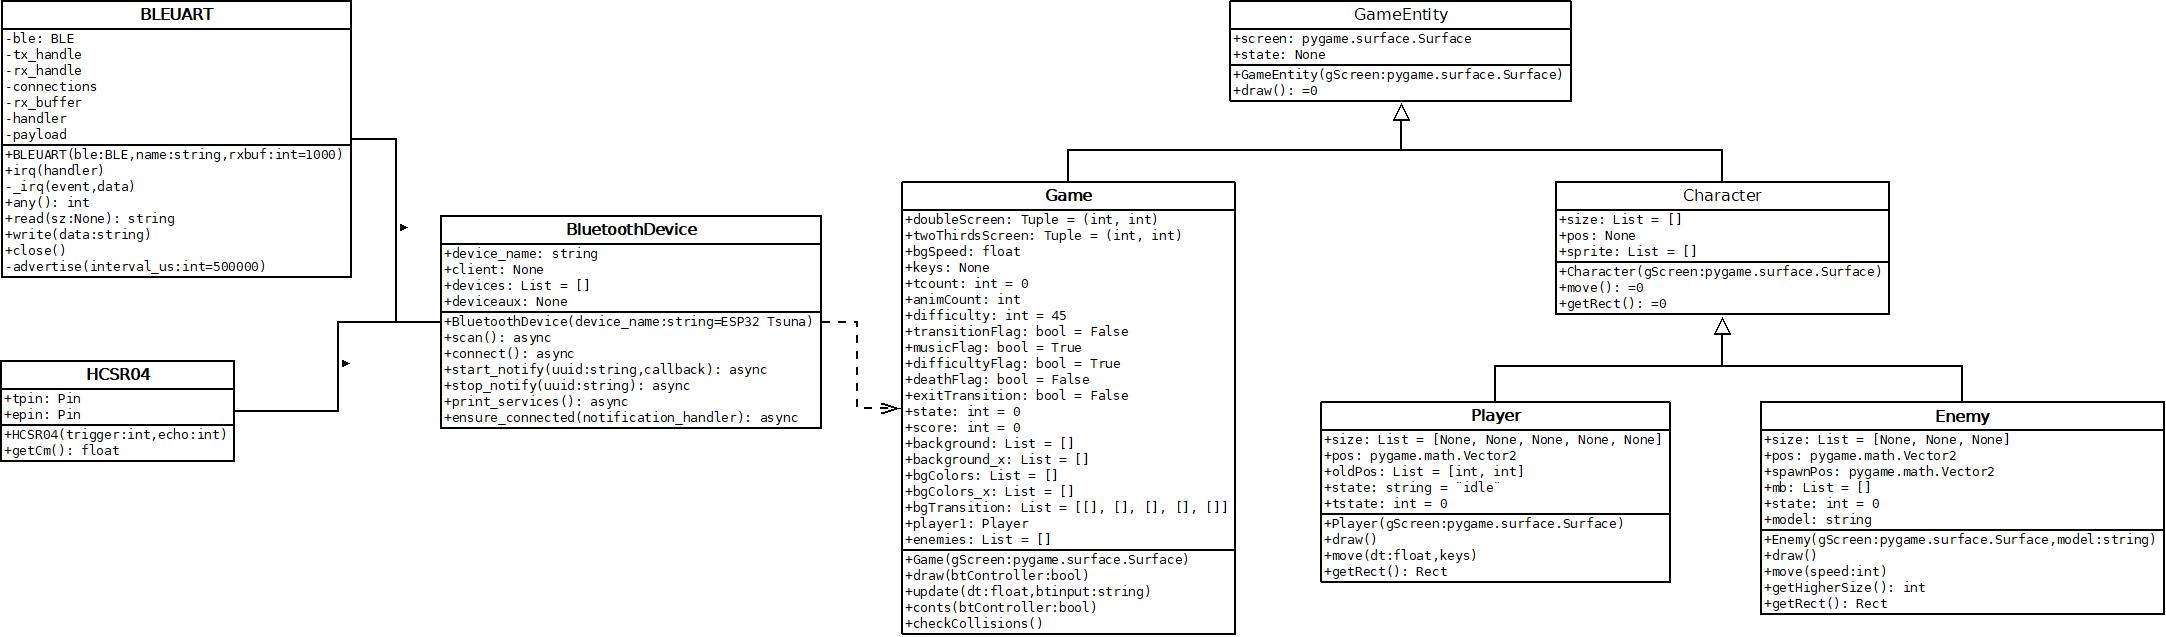 BLEUART
-ble: BLE
-tx_handle
-rx_handle
-connections
-rx_buffer
-handler
-payload
+BLEUART(ble:BLE,name:string,rxbuf:int=1000)
+irq(handler)
-_irq(event,data)
+any(): int
+read(sz:None): string
+write(data:string)
+close()
-advertise(interval_us:int=500000)
HCSR04
+tpin: Pin
+epin: Pin
+HCSR04(trigger:int,echo:int)
+getCm(): float
BluetoothDevice
+device_name: string
+client: None
+devices: List = []
+deviceaux: None
+BluetoothDevice(device_name:string=ESP32 Tsuna)
+scan(): async
+connect(): async
+start_notify(uuid:string,callback): async
+stop_notify(uuid:string): async
+print_services(): async
+ensure_connected(notification_handler): async
GameEntity
+screen: pygame.surface.Surface
+state: None
+GameEntity(gScreen:pygame.surface.Surface)
+draw(): =0
Game
+doubleScreen: Tuple = (int, int)
+twoThirdsScreen: Tuple = (int, int)
+bgSpeed: float
+keys: None
+tcount: int = 0
+animCount: int
+difficulty: int = 45
+transitionFlag: bool = False
+musicFlag: bool = True
+difficultyFlag: bool = True
+deathFlag: bool = False
+exitTransition: bool = False
+state: int = 0
+score: int = 0
+background: List = []
+background_x: List = []
+bgColors: List = []
+bgColors_x: List = []
+bgTransition: List = [[], [], [], [], []]
+player1: Player
+enemies: List = []
+Game(gScreen:pygame.surface.Surface)
+draw(btController:bool)
+update(dt:float,btinput:string)
+conts(btController:bool)
+checkCollisions()
Character
+size: List = []
+pos: None
+sprite: List = []
+Character(gScreen:pygame.surface.Surface)
+move(): =0
+getRect(): =0
Player
+size: List = [None, None, None, None, None]
+pos: pygame.math.Vector2
+oldPos: List = [int, int]
+state: string = ¨idle¨
+tstate: int = 0
+Player(gScreen:pygame.surface.Surface)
+draw()
+move(dt:float,keys)
+getRect(): Rect
Enemy
+size: List = [None, None, None]
+pos: pygame.math.Vector2
+spawnPos: pygame.math.Vector2
+mb: List = []
+state: int = 0
+model: string
+Enemy(gScreen:pygame.surface.Surface,model:string)
+draw()
+move(speed:int)
+getHigherSize(): int
+getRect(): Rect